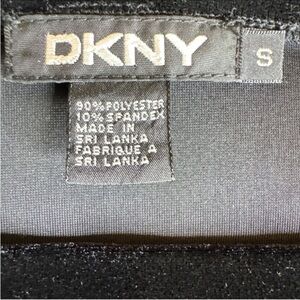 DKNY S
90% POLYESTER
10% SPANDEX
MADE IN
SRI LANKA
FABRIQUE A
SRI LANKA